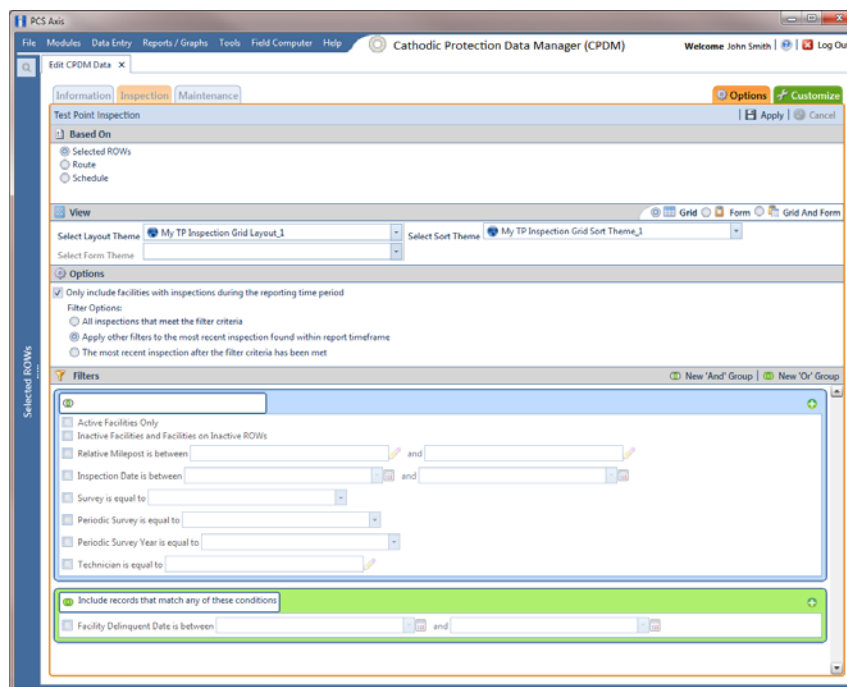 PCS Axis
File Modules Data Entry Reports / Graphs Tools Field Computer Help Cathodic Protection Data Manager (CPDM) Welcome John Smith | | Log Out
Edit CPDM Data X
Information Inspection Maintenance Options Customize
Test Point Inspection | Apply | Cancel
Based On
Selected ROWs
Route
Schedule
View Grid Form Grid And Form
Select Layout Theme My TP Inspection Grid Layout_1 Select Sort Theme My TP Inspection Grid Sort Theme_1
Select Form Theme
Options
Only include facilities with inspections during the reporting time period
Filter Options:
All inspections that meet the filter criteria
Apply other filters to the most recent inspection found within report timeframe
The most recent inspection after the filter criteria has been met
Selected ROWs
Filters New 'And' Group | New 'Or' Group
Active Facilities Only
Inactive Facilities and Facilities on Inactive ROWs
Relative Milepost is between and
Inspection Date is between and
Survey is equal to
Periodic Survey is equal to
Periodic Survey Year is equal to
Technician is equal to
Include records that match any of these conditions
Facility Delinquent Date is between and